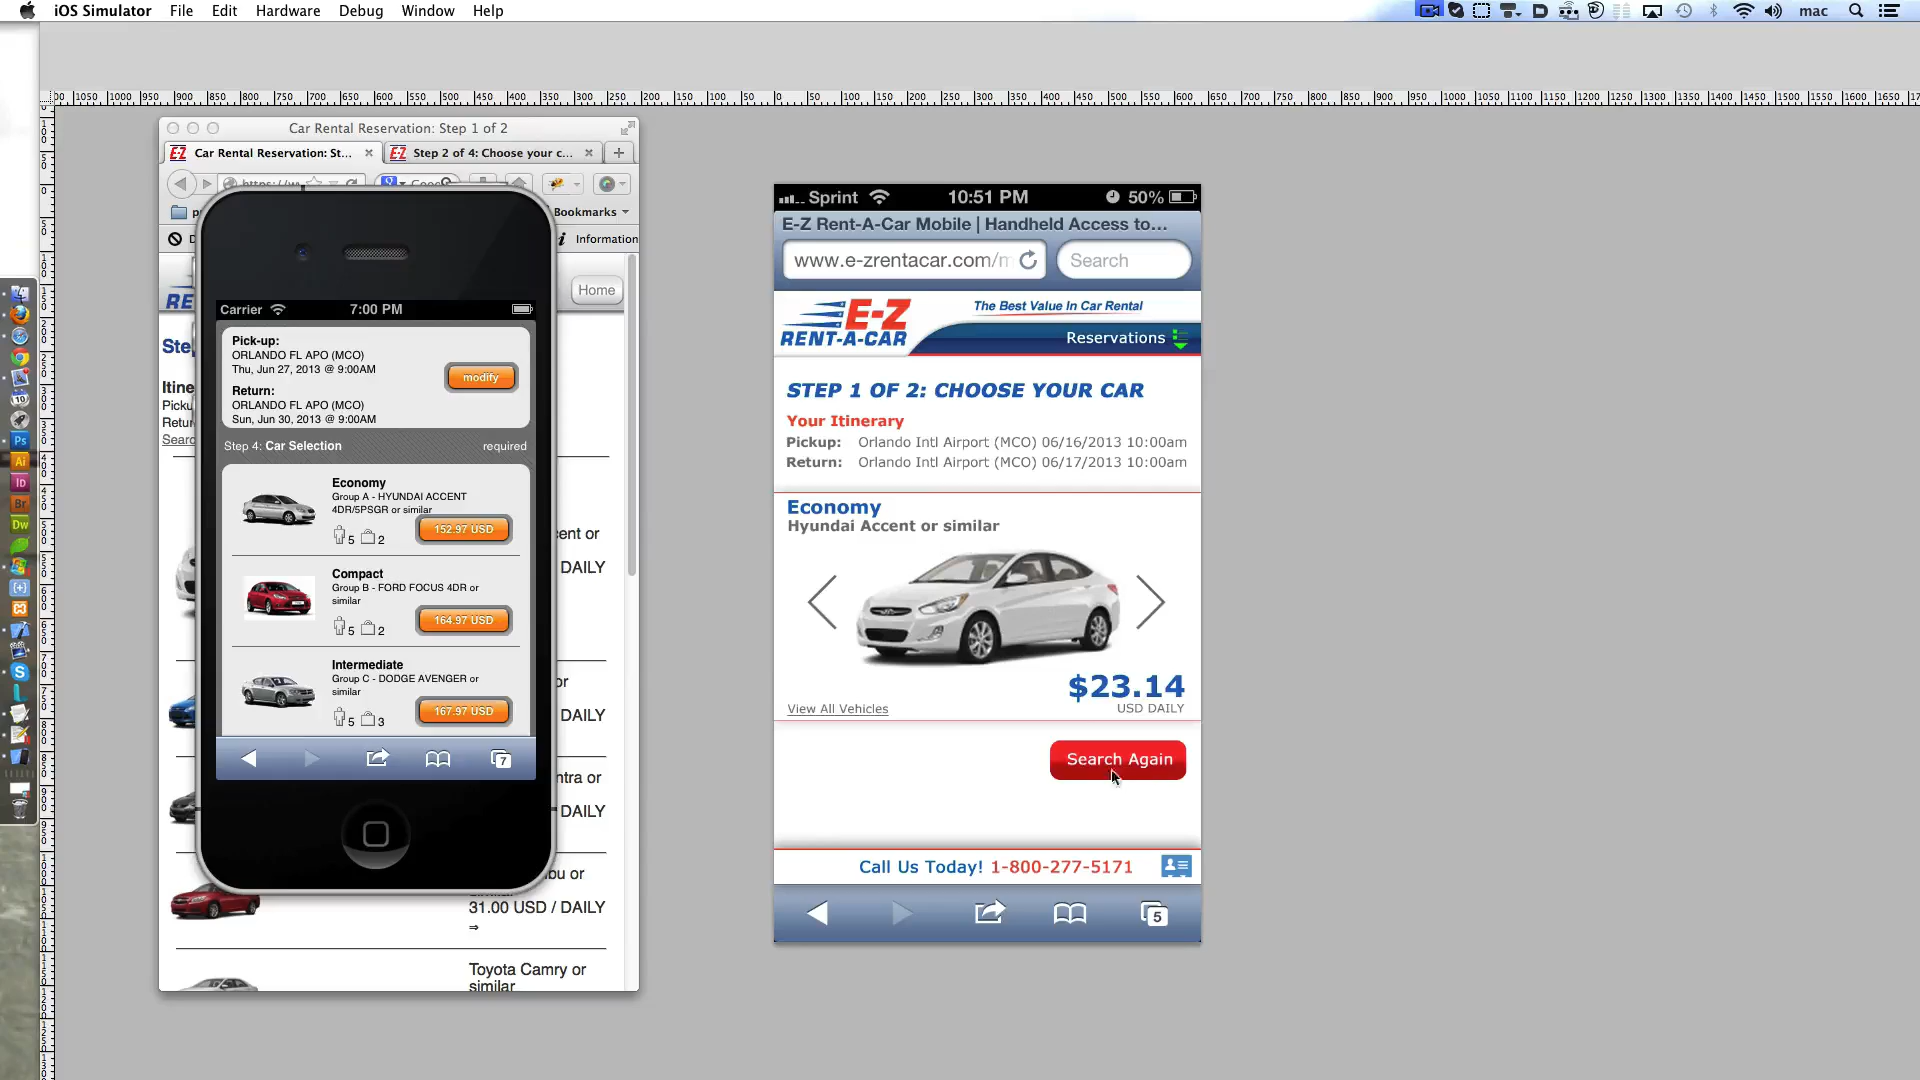 iOS Simulator File Edit Hardware Debug Window Help
mac
Car Rental Reservation: Step 1 of 2
Car Rental Reservation: St...
Step 2 of 4: Choose your c...
Bookmarks
Information
Home
Carrier 7:00 PM
Pick-up:
ORLANDO FL APO (MCO)
Thu, Jun 27, 2013 @ 9:00AM
modify
Return:
ORLANDO FL APO (MCO)
Sun, Jun 30, 2013 @ 9:00AM
Step 4: Car Selection required
Economy
Group A - HYUNDAI ACCENT
4DR/5PSGR or similar
5 2
152.97 USD
Compact
Group B - FORD FOCUS 4DR or
similar
5 2
164.97 USD
Intermediate
Group C - DODGE AVENGER or
similar
5 3
167.97 USD
7
DAILY
DAILY
DAILY
31.00 USD / DAILY
⇒
Toyota Camry or
similar
Sprint 10:51 PM 50%
E-Z Rent-A-Car Mobile | Handheld Access to...
www.e-zrentacar.com/m
Search
E-Z
RENT-A-CAR
The Best Value In Car Rental
Reservations
STEP 1 OF 2: CHOOSE YOUR CAR
Your Itinerary
Pickup: Orlando Intl Airport (MCO) 06/16/2013 10:00am
Return: Orlando Intl Airport (MCO) 06/17/2013 10:00am
Economy
Hyundai Accent or similar
$23.14
USD DAILY
View All Vehicles
Search Again
Call Us Today! 1-800-277-5171
5